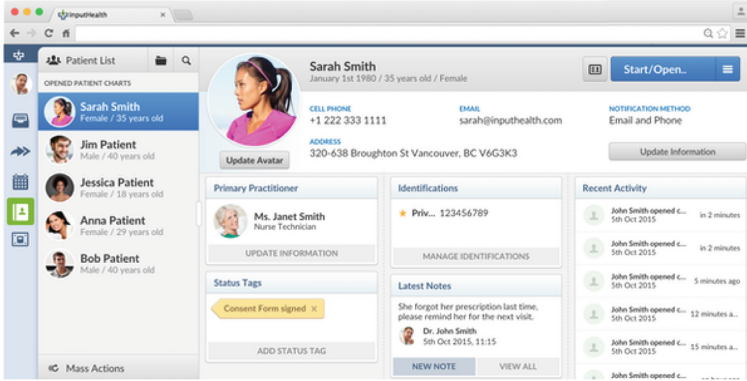 inputHealth
Patient List
OPENED PATIENT CHARTS
Sarah Smith
Female / 35 years old
Jim Patient
Male / 40 years old
Jessica Patient
Female / 18 years old
Anna Patient
Female / 29 years old
Bob Patient
Male / 40 years old
Mass Actions
Sarah Smith
January 1st 1980 / 35 years old / Female
Start/Open..
CELL PHONE
+1 222 333 1111
EMAIL
sarah@inputhealth.com
NOTIFICATION METHOD
Email and Phone
ADDRESS
320-638 Broughton St Vancouver, BC V6G3K3
Update Avatar
Update Information
Primary Practitioner
Ms. Janet Smith
Nurse Technician
UPDATE INFORMATION
Status Tags
Consent Form signed x
ADD STATUS TAG
Identifications
Priv... 123456789
MANAGE IDENTIFICATIONS
Latest Notes
She forgot her prescription last time,
please remind her for the next visit.
Dr. John Smith
5th Oct 2015, 11:15
NEW NOTE VIEW ALL
Recent Activity
John Smith opened c... in 2 minutes
5th Oct 2015
John Smith opened c... in 2 minutes
5th Oct 2015
John Smith opened c... 5 minutes ago
5th Oct 2015
John Smith opened c... 12 minutes a..
5th Oct 2015
John Smith opened c... 15 minutes a..
5th Oct 2015
John Smith opened c...